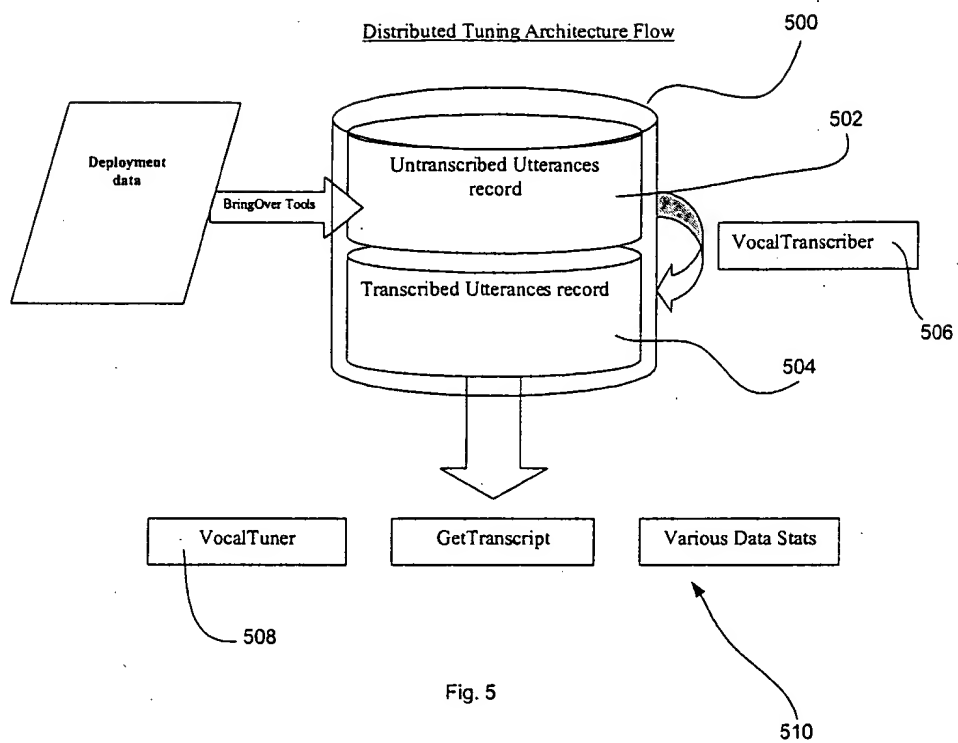 Distributed Tuning Architecture Flow
500
502
Deployment
data
Untranscribed Utterances
record
BringOver Tools
VocalTranscriber
Transcribed Utterances record
506
504
VocalTuner
GetTranscript
Various Data Stats
508
Fig. 5
510